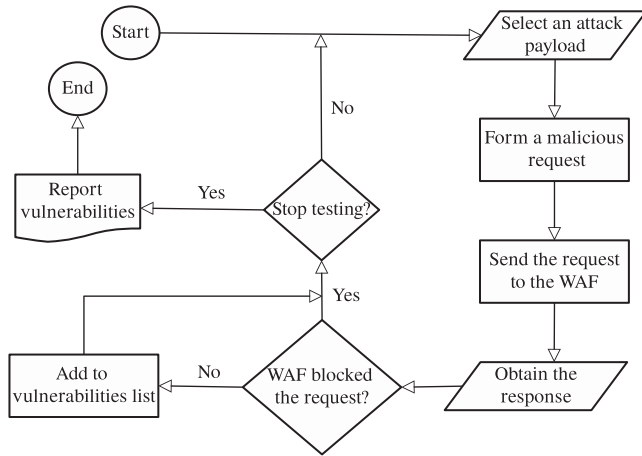 Start
Select an attack
payload
End
No
Form a malicious
request
Report
vulnerabilities
Yes
Stop testing?
Send the request
to the WAF
Yes
Add to
vulnerabilities list
No
WAF blocked
the request?
Obtain the
response